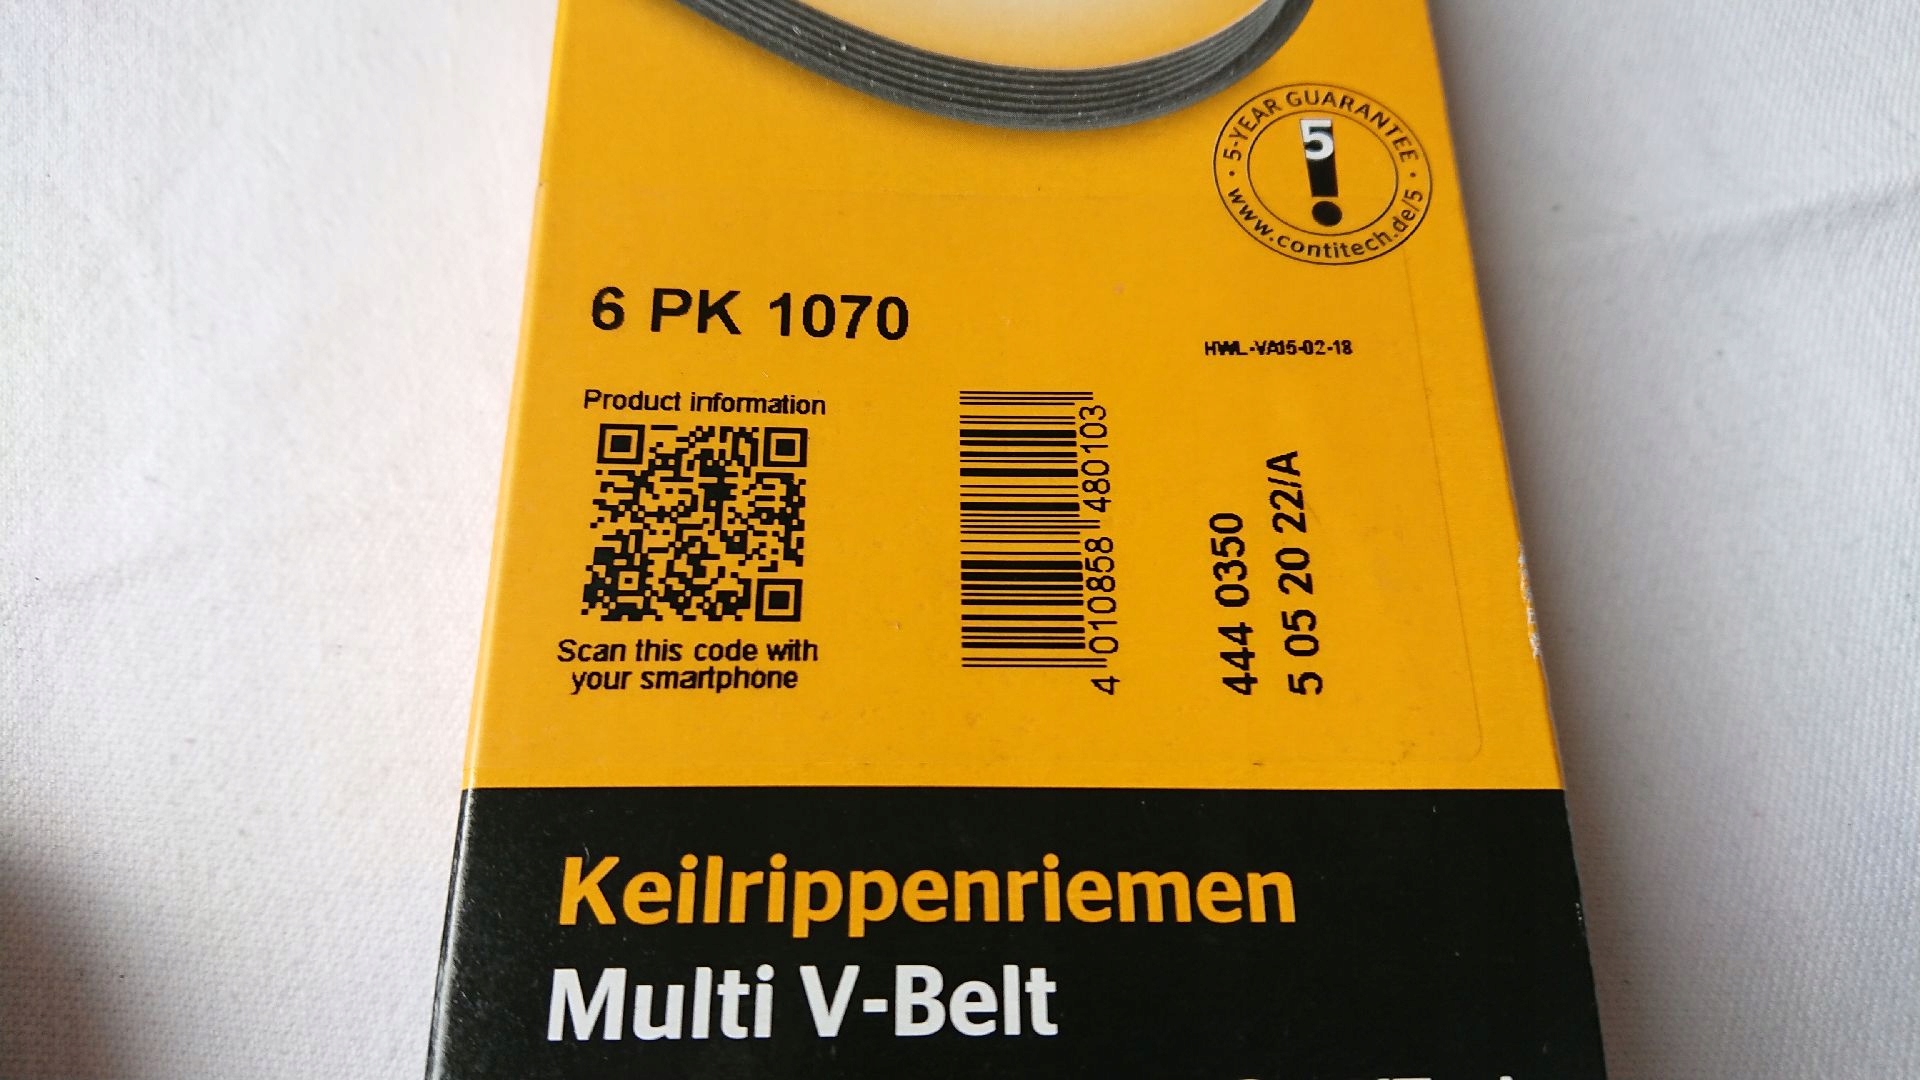 · 5-YEAR GUARANTEE ·
5
www.contitech.de/5
6 PK 1070
HWL-VA15-02-18
Product information
Scan this code with
your smartphone
4 010858 480103
444 0350
5 05 20 22/A
Keilrippenriemen
Multi V-Belt